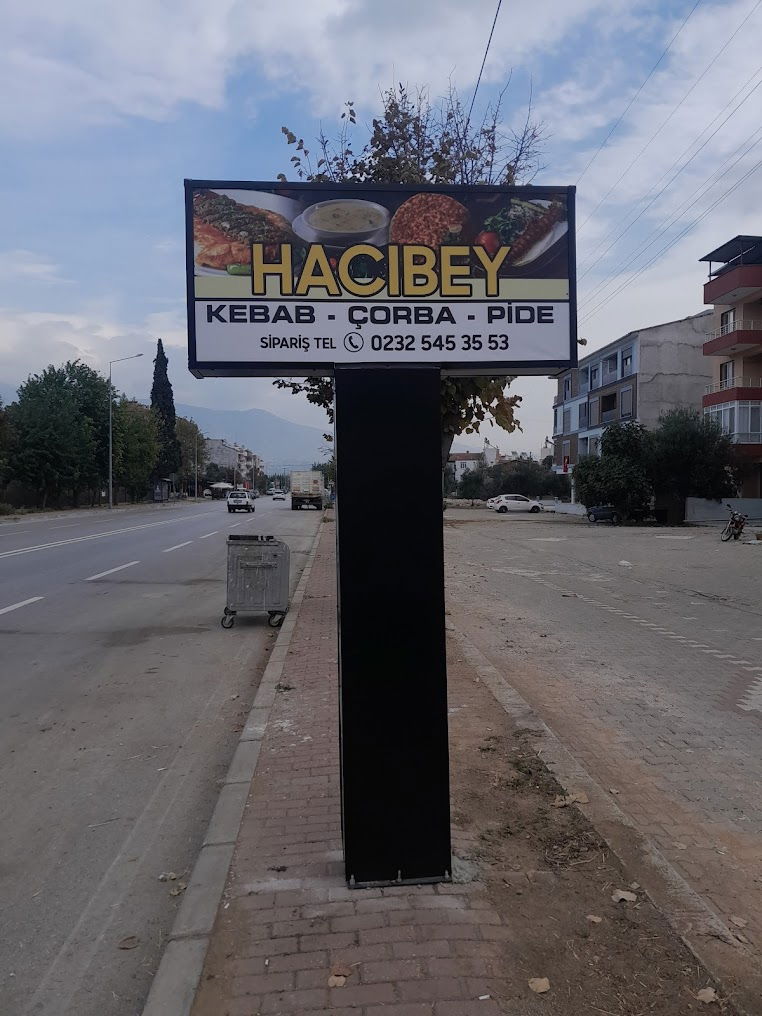 HACIBEY
KEBAB - ÇORBA - PİDE
SİPARİŞ TEL 0232 545 35 53